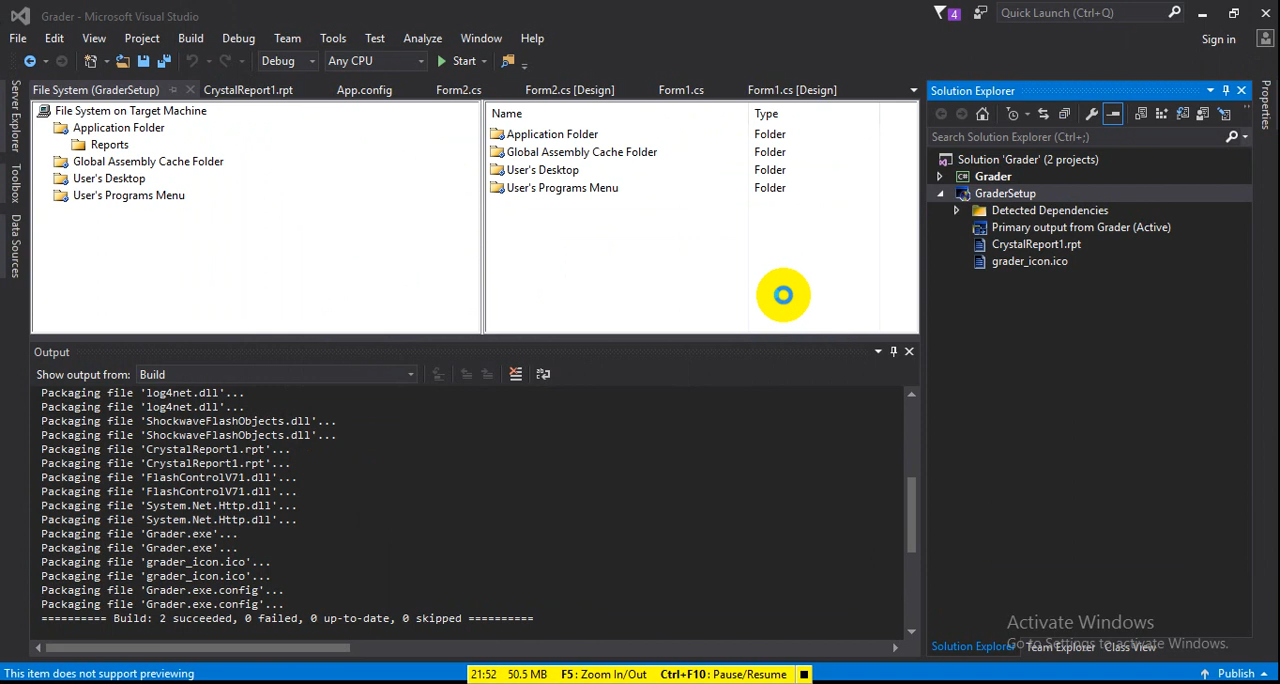 Grader - Microsoft Visual Studio
4
Quick Launch (Ctrl+Q)
File Edit View Project Build Debug Team Tools Test Analyze Window Help
Sign in
Debug Any CPU Start
File System (GraderSetup) CrystalReport1.rpt App.config Form2.cs Form2.cs [Design] Form1.cs Form1.cs [Design]
Server Explorer
Toolbox
Data Sources
File System on Target Machine
Application Folder
Reports
Global Assembly Cache Folder
User's Desktop
User's Programs Menu
Name Type
Application Folder Folder
Global Assembly Cache Folder Folder
User's Desktop Folder
User's Programs Menu Folder
Solution Explorer
Search Solution Explorer (Ctrl+;)
Solution 'Grader' (2 projects)
Grader
GraderSetup
Detected Dependencies
Primary output from Grader (Active)
CrystalReport1.rpt
grader_icon.ico
Properties
Output
Show output from: Build
Packaging file 'log4net.dll'...
Packaging file 'log4net.dll'...
Packaging file 'ShockwaveFlashObjects.dll'...
Packaging file 'ShockwaveFlashObjects.dll'...
Packaging file 'CrystalReport1.rpt'...
Packaging file 'CrystalReport1.rpt'...
Packaging file 'FlashControlV71.dll'...
Packaging file 'FlashControlV71.dll'...
Packaging file 'System.Net.Http.dll'...
Packaging file 'System.Net.Http.dll'...
Packaging file 'Grader.exe'...
Packaging file 'Grader.exe'...
Packaging file 'grader_icon.ico'...
Packaging file 'grader_icon.ico'...
Packaging file 'Grader.exe.config'...
Packaging file 'Grader.exe.config'...
========== Build: 2 succeeded, 0 failed, 0 up-to-date, 0 skipped ==========
Activate Windows
Go to Settings to activate Windows.
Solution Explorer Team Explorer Class View
This item does not support previewing
21:52 50.5 MB F5: Zoom In/Out Ctrl+F10: Pause/Resume
Publish